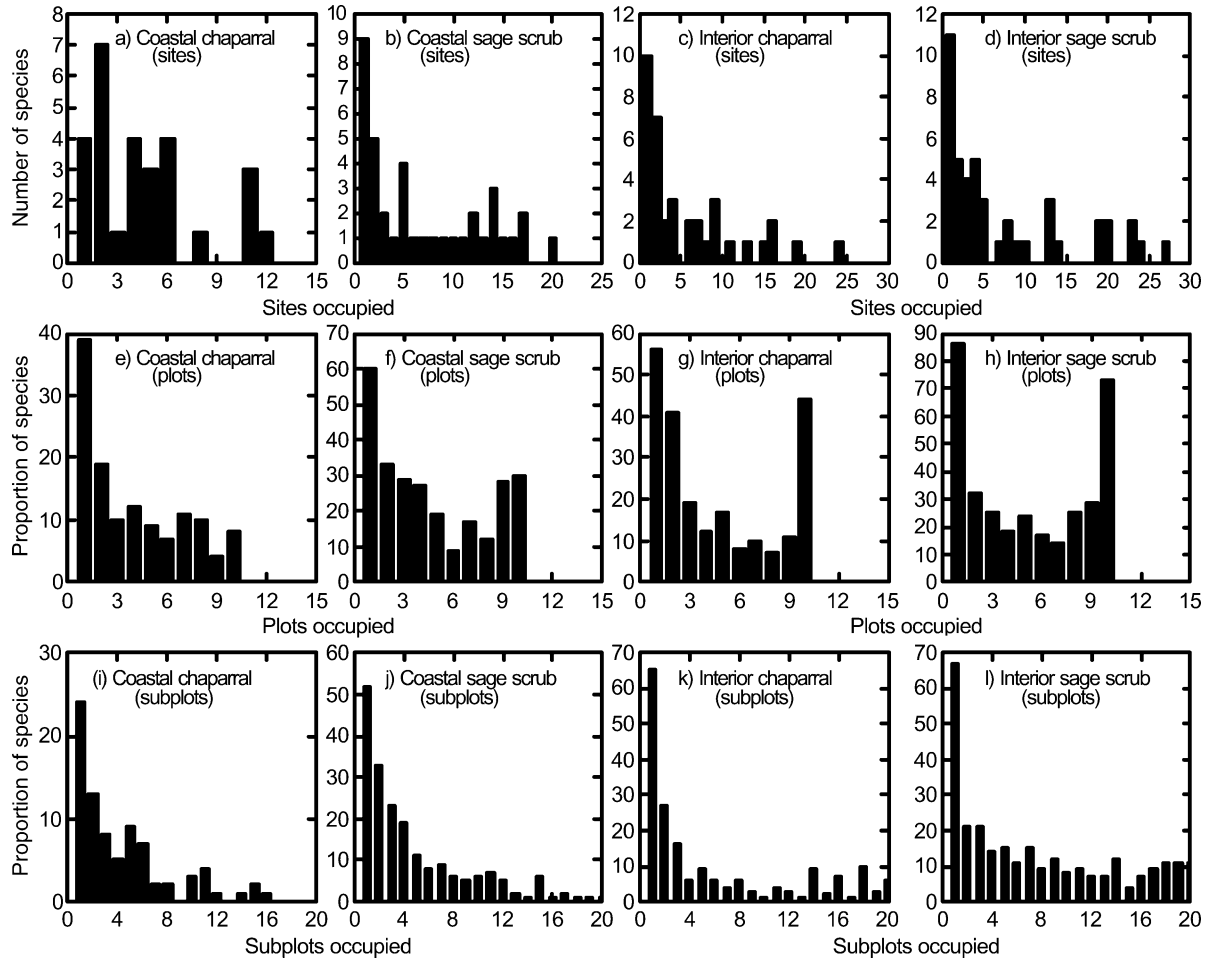 a) Coastal chaparral
(sites)
b) Coastal sage scrub
(sites)
c) Interior chaparral
(sites)
d) Interior sage scrub
(sites)
Number of species
8
7
6
5
4
3
2
1
0
0 3 6 9 12 15
10
9
8
7
6
5
4
3
2
1
0
0 5 10 15 20 25
12
10
8
6
4
2
0
0 5 10 15 20 25 30
12
10
8
6
4
2
0
0 5 10 15 20 25 30
Sites occupied
Sites occupied
e) Coastal chaparral
(plots)
f) Coastal sage scrub
(plots)
g) Interior chaparral
(plots)
h) Interior sage scrub
(plots)
Proportion of species
40
30
20
10
0
0 3 6 9 12 15
70
60
50
40
30
20
10
0
0 3 6 9 12 15
60
50
40
30
20
10
0
0 3 6 9 12 15
90
80
70
60
50
40
30
20
10
0
0 3 6 9 12 15
Plots occupied
Plots occupied
(i) Coastal chaparral
(subplots)
j) Coastal sage scrub
(subplots)
k) Interior chaparral
(subplots)
l) Interior sage scrub
(subplots)
Proportion of species
30
20
10
0
0 4 8 12 16 20
60
50
40
30
20
10
0
0 4 8 12 16 20
70
60
50
40
30
20
10
0
0 4 8 12 16 20
70
60
50
40
30
20
10
0
0 4 8 12 16 20
Subplots occupied
Subplots occupied